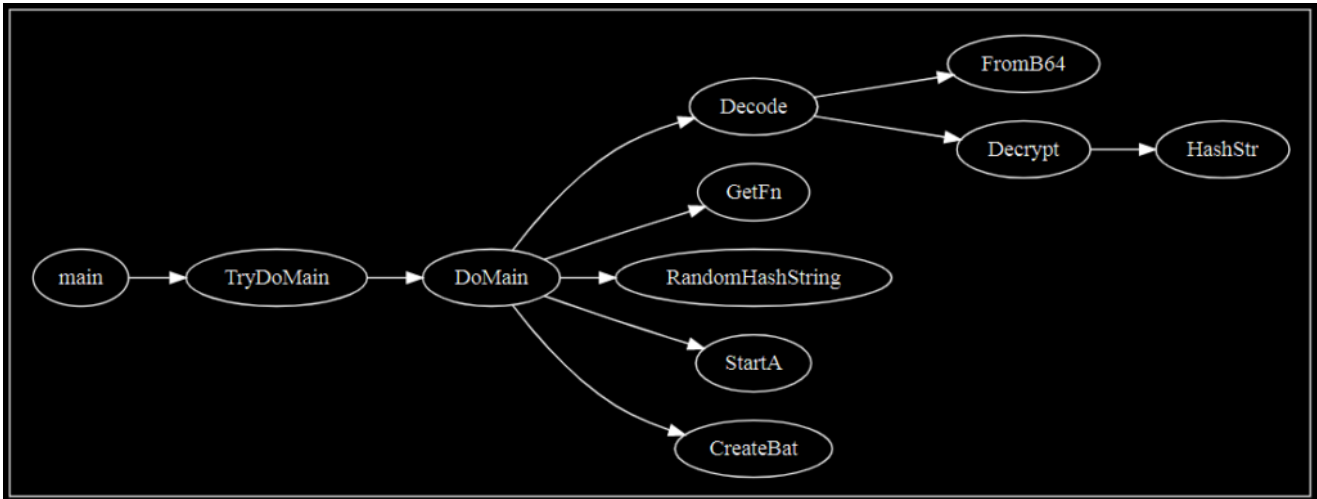 main
TryDoMain
DoMain
Decode
FromB64
Decrypt
HashStr
GetFn
RandomHashString
StartA
CreateBat